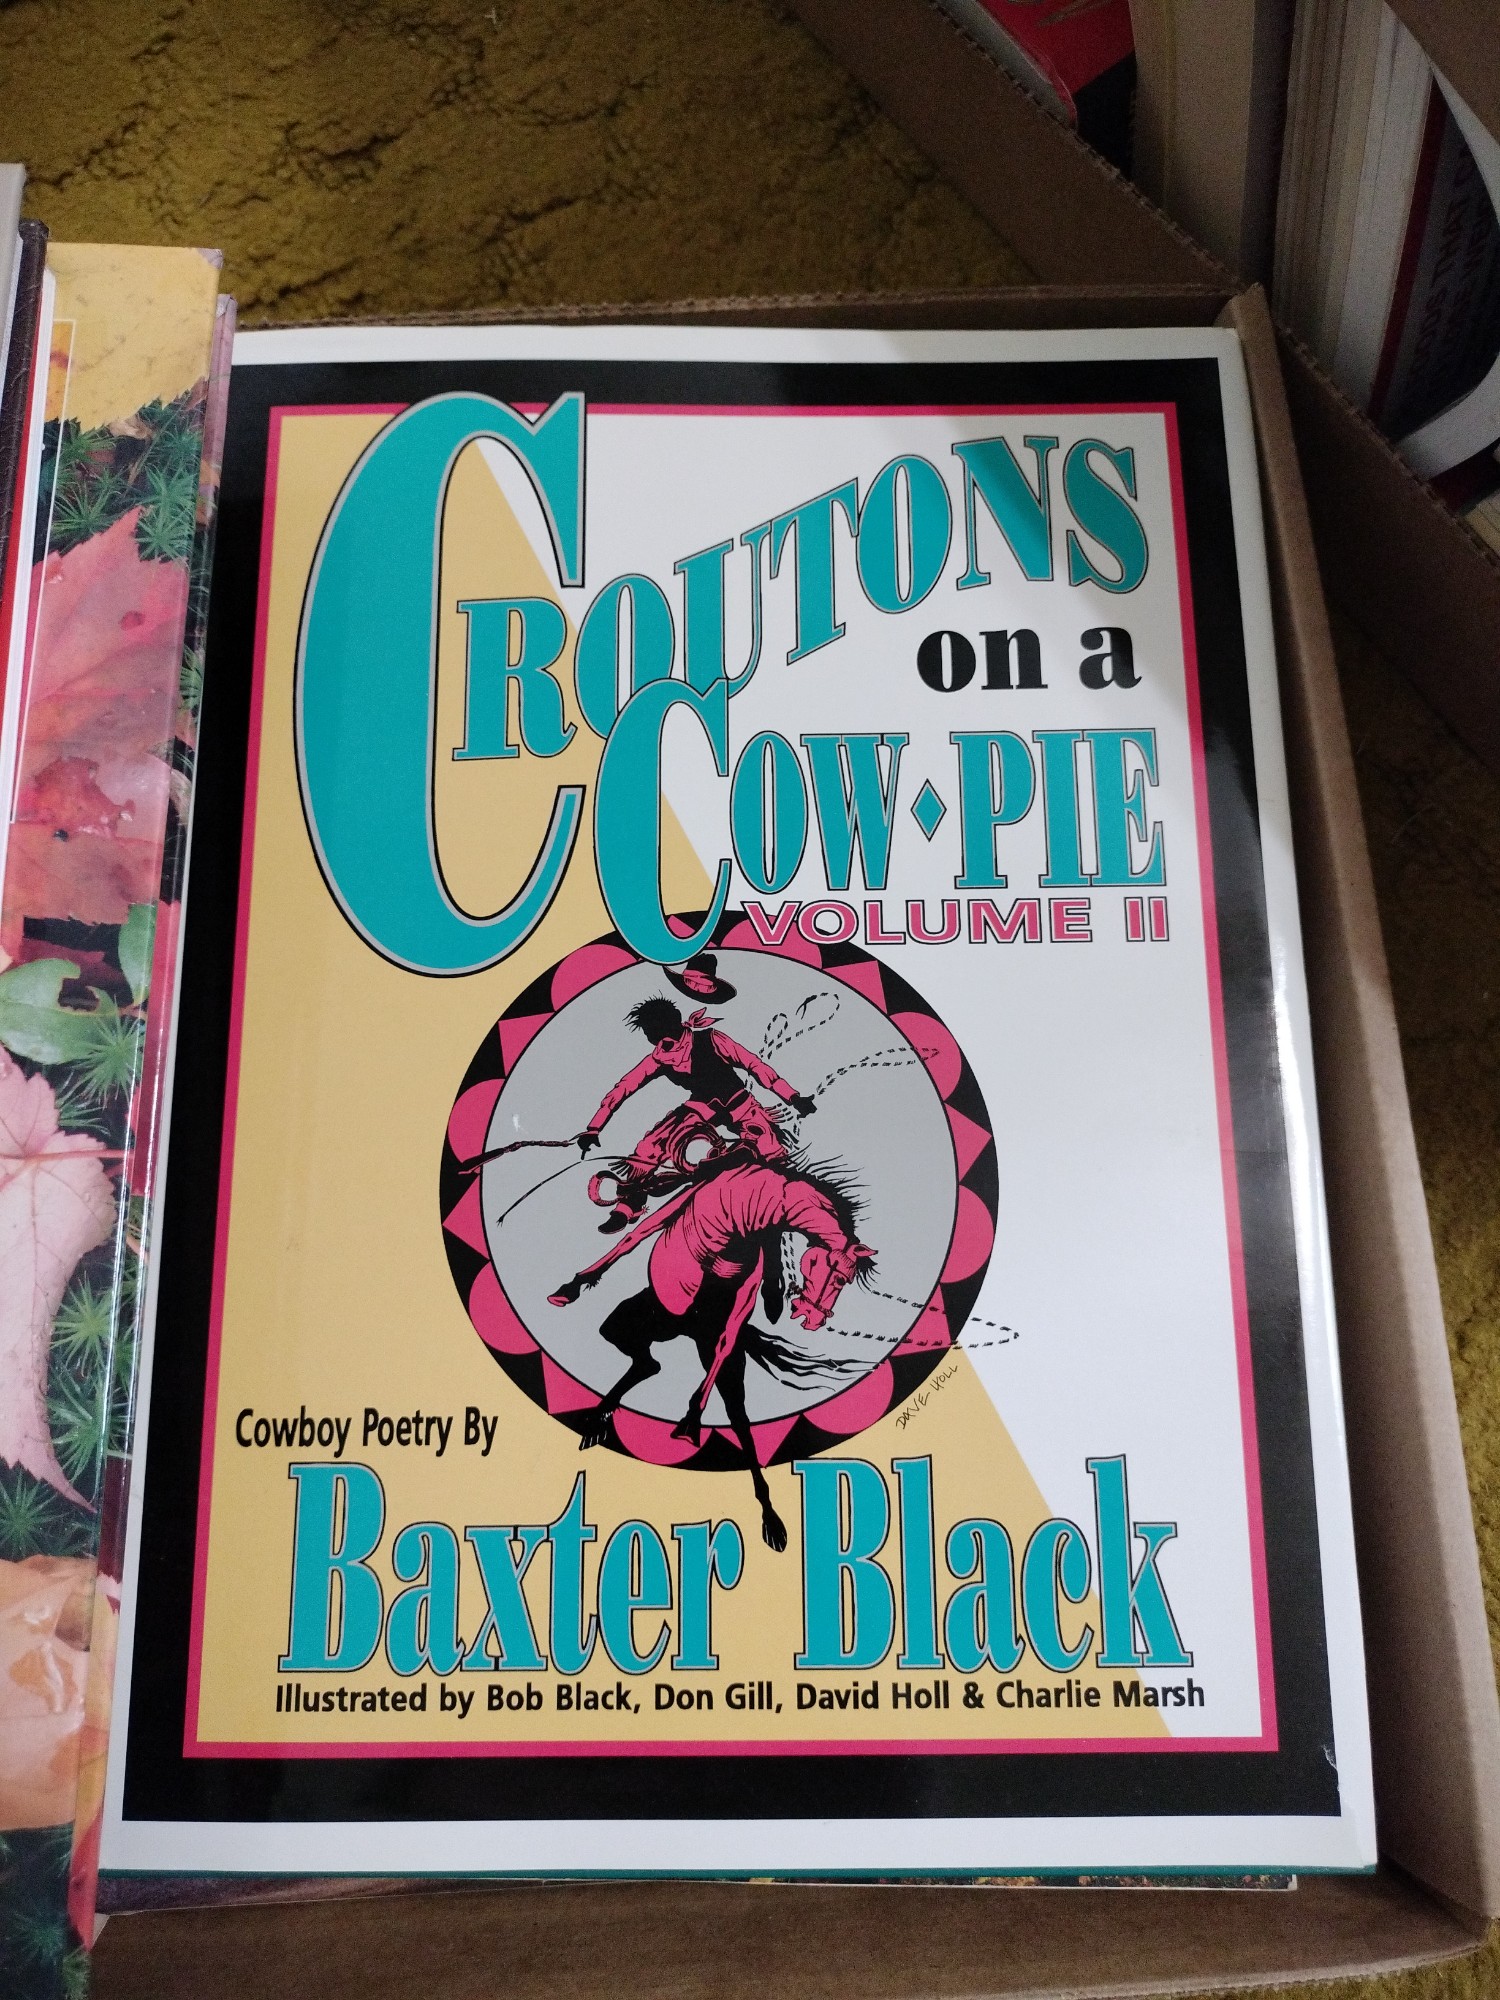 CROUTONS
on a
COW·PIE
VOLUME II
DAVE HOLL
Cowboy Poetry By
Baxter Black
Illustrated by Bob Black, Don Gill, David Holl & Charlie Marsh